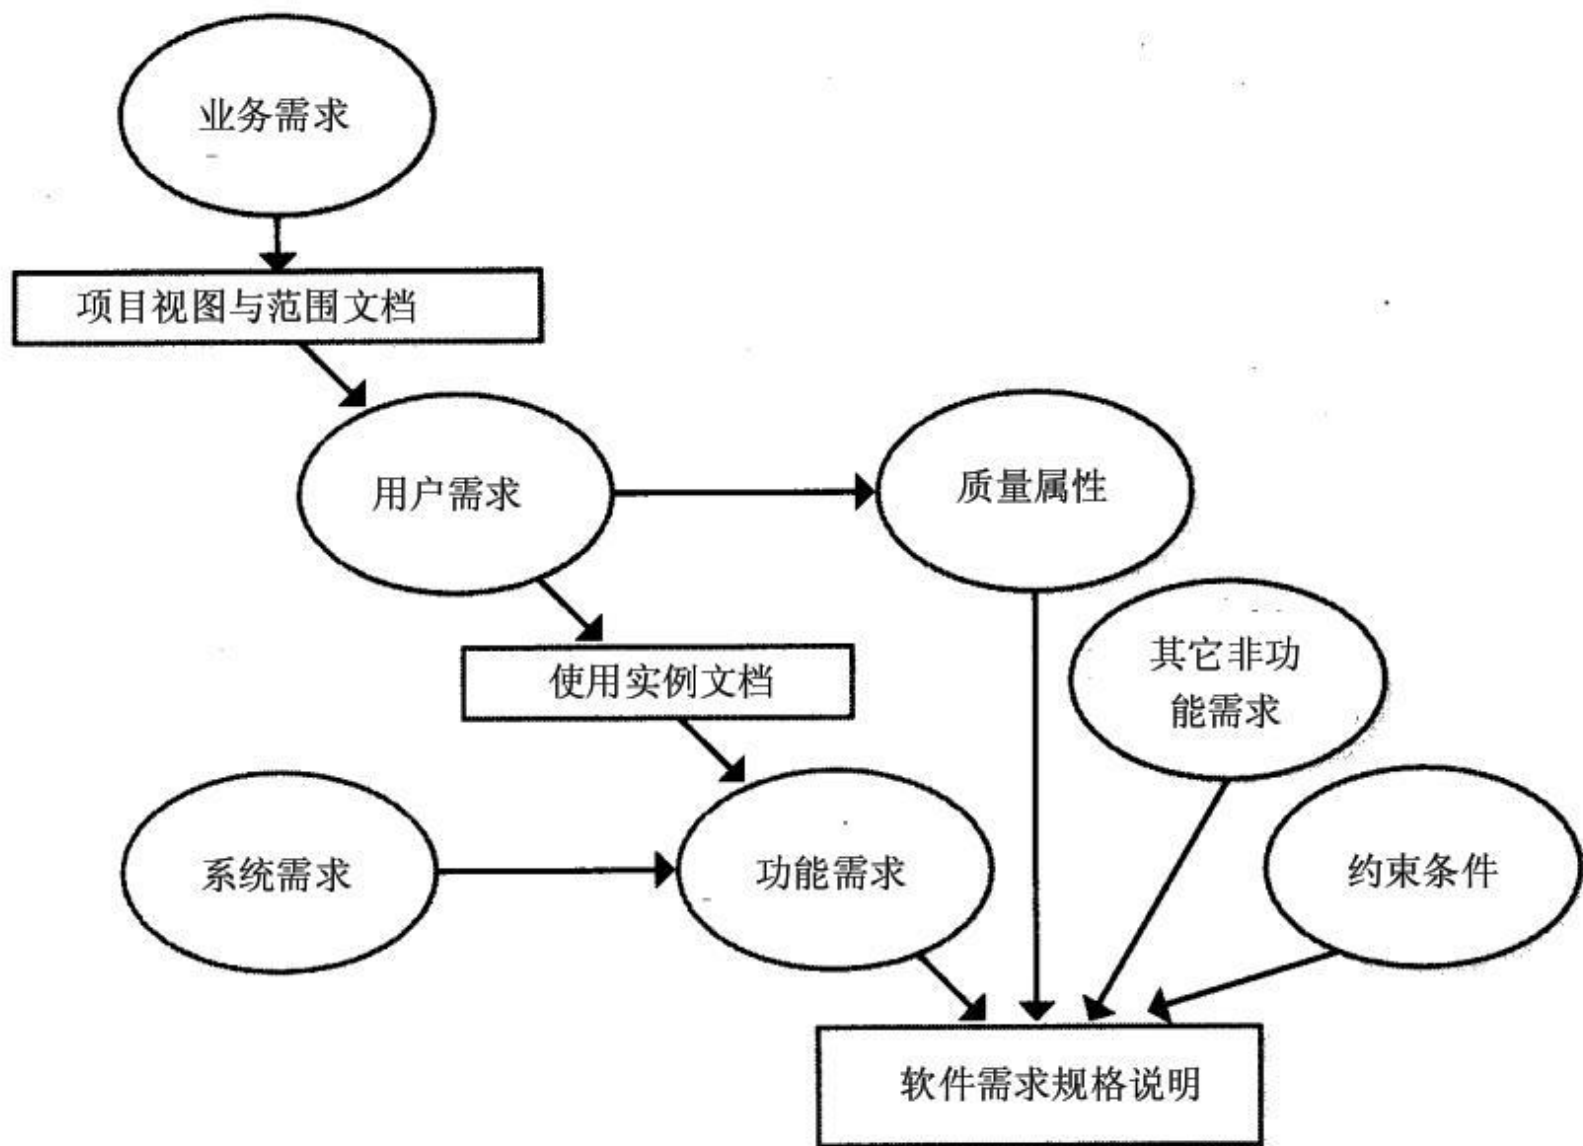 业务需求
项目视图与范围文档
用户需求
质量属性
使用实例文档
其它非功
能需求
系统需求
功能需求
约束条件
软件需求规格说明